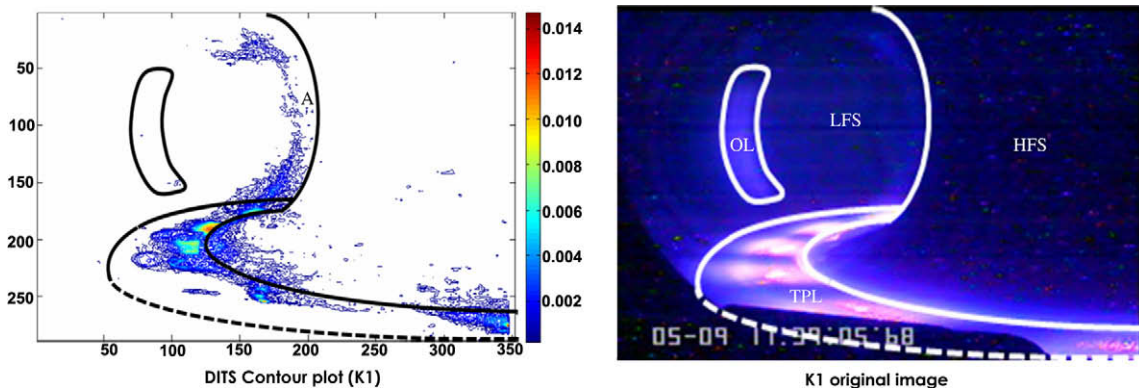 50
100
150
200
250
50 100 150 200 250 300 350
A
0.014
0.012
0.010
0.008
0.006
0.004
0.002
DITS Contour plot (K1)
OL
LFS
HFS
TPL
K1 original image